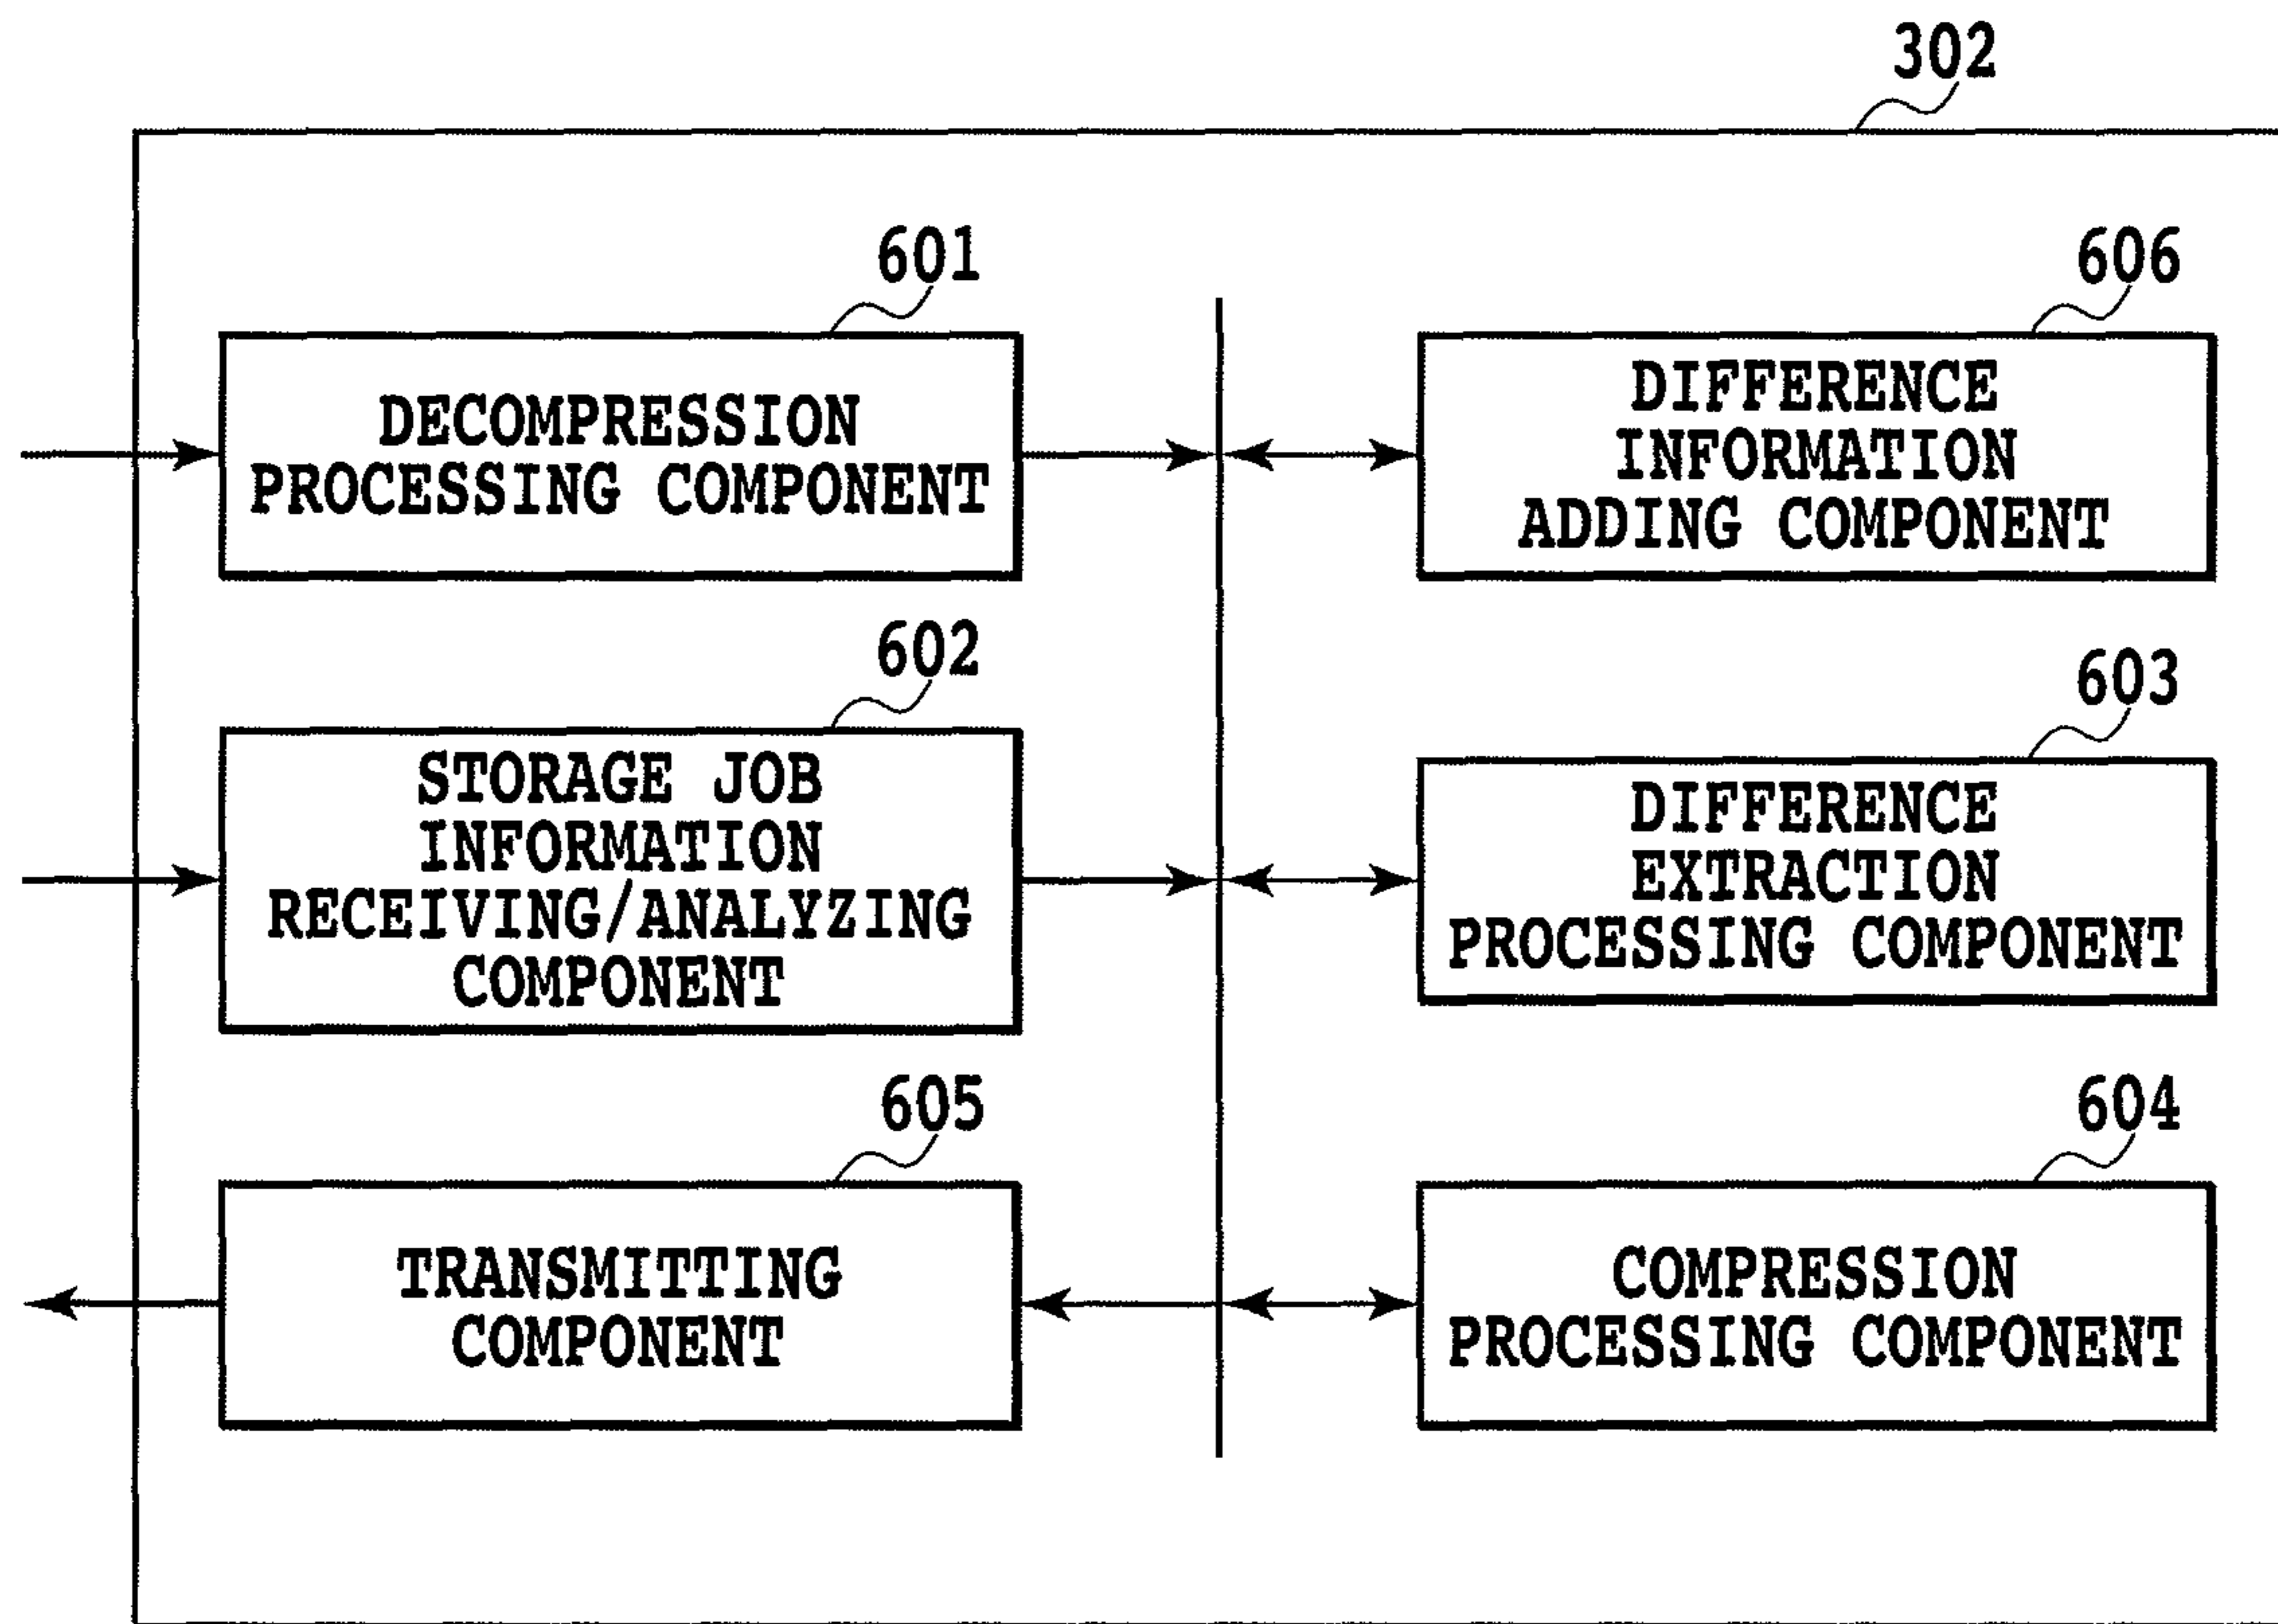 302
601
DECOMPRESSION
PROCESSING COMPONENT
606
DIFFERENCE
INFORMATION
ADDING COMPONENT
602
STORAGE JOB
INFORMATION
RECEIVING/ANALYZING
COMPONENT
603
DIFFERENCE
EXTRACTION
PROCESSING COMPONENT
605
TRANSMITTING
COMPONENT
604
COMPRESSION
PROCESSING COMPONENT